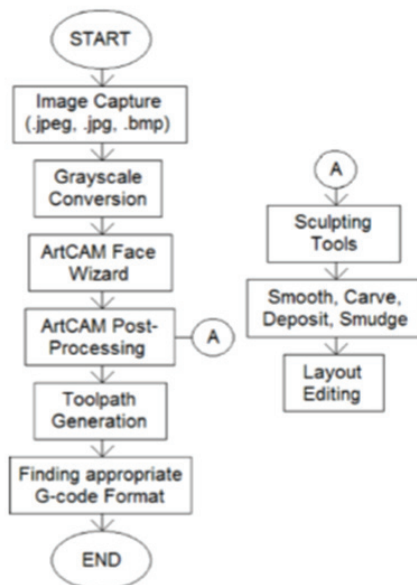 START
Image Capture
(.jpeg, .jpg, .bmp)
Grayscale
Conversion
ArtCAM Face
Wizard
ArtCAM Post-
Processing
A
Toolpath
Generation
Finding appropriate
G-code Format
END
A
Sculpting
Tools
Smooth, Carve,
Deposit, Smudge
Layout
Editing